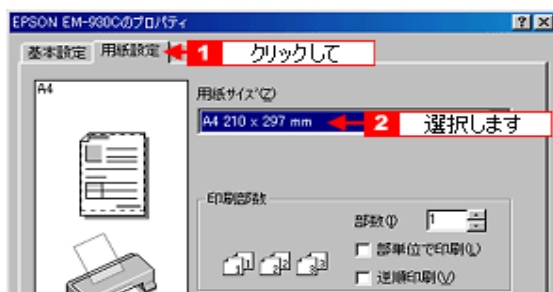 EPSON EM-930Cのプロパティ
基本設定 用紙設定 1 クリックして
A4
用紙サイズ(Z)
A4 210 x 297 mm 2 選択します
印刷部数
部数(I) 1
部単位で印刷(L)
逆順印刷(V)